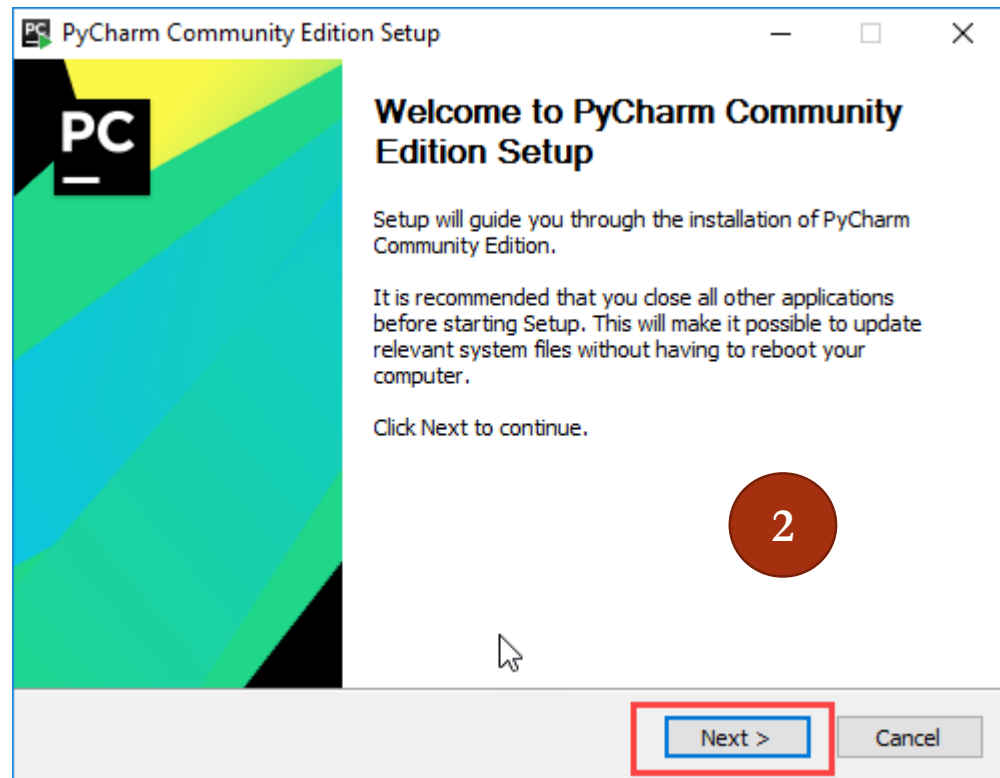 PyCharm Community Edition Setup
PC
Welcome to PyCharm Community
Edition Setup
Setup will guide you through the installation of PyCharm
Community Edition.
It is recommended that you close all other applications
before starting Setup. This will make it possible to update
relevant system files without having to reboot your
computer.
Click Next to continue.
2
Next >
Cancel